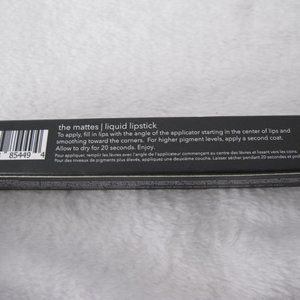 the mattes | liquid lipstick
To apply, fill in lips with the angle of the applicator starting in the center of lips and
smoothing toward the corners. For higher pigment levels, apply a second coat.
Allow to dry for 20 seconds. Enjoy.
Pour appliquer, remplir les lèvres avec l'angle de l'applicateur commençant au centre des lèvres et lissant vers les coins.
Pour des niveaux de pigments plus élevés, appliquez une deuxième couche. Laisser sécher pendant 20 secondes et
85449 4